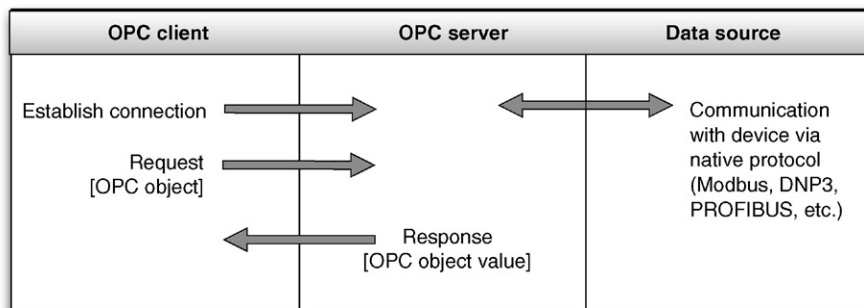 OPC client
OPC server
Data source
Establish connection
Request
[OPC object]
Response
[OPC object value]
Communication
with device via
native protocol
(Modbus, DNP3,
PROFIBUS, etc.)